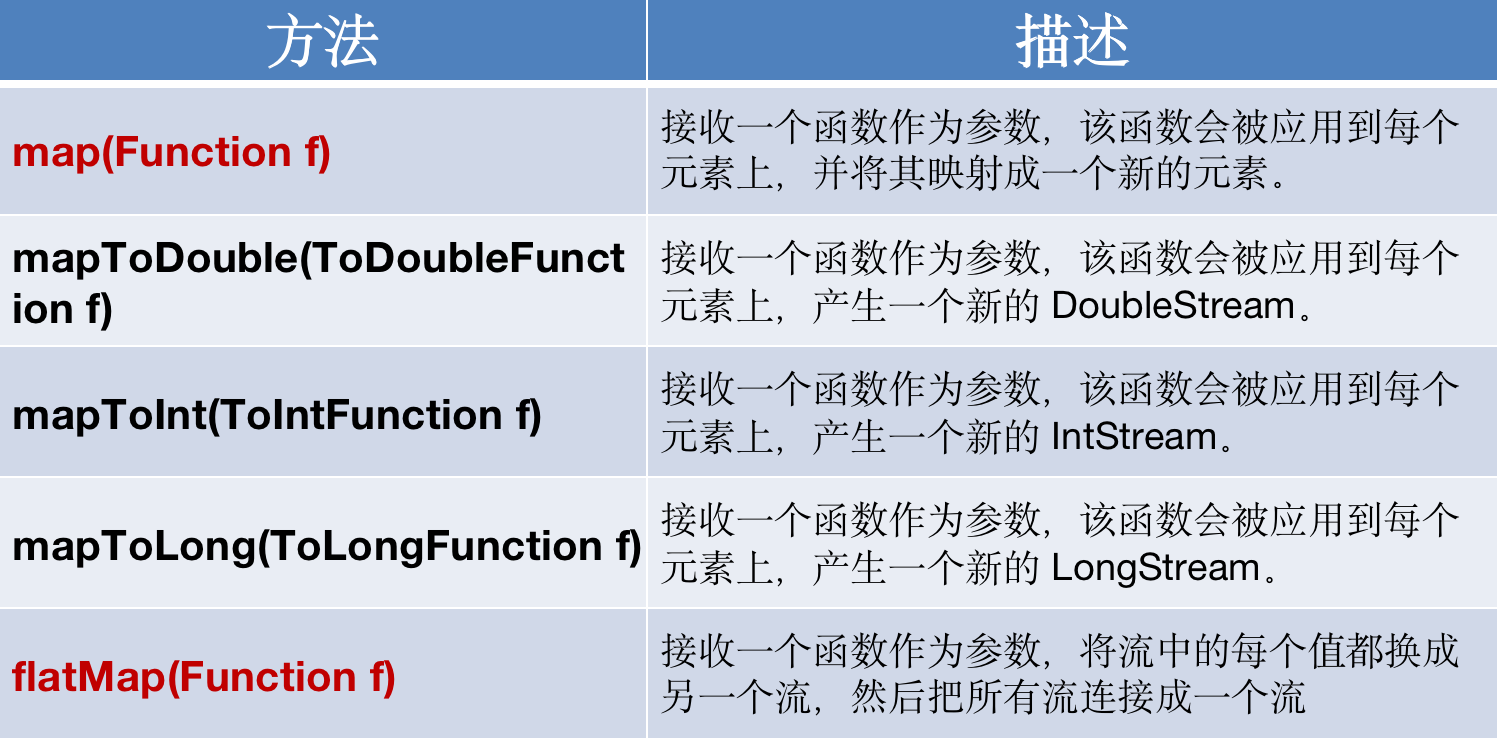 方法
描述
map(Function f)
接收一个函数作为参数，该函数会被应用到每个
元素上，并将其映射成一个新的元素。
mapToDouble(ToDoubleFunct
ion f)
接收一个函数作为参数，该函数会被应用到每个
元素上，产生一个新的 DoubleStream。
mapToInt(ToIntFunction f)
接收一个函数作为参数，该函数会被应用到每个
元素上，产生一个新的 IntStream。
mapToLong(ToLongFunction f)
接收一个函数作为参数，该函数会被应用到每个
元素上，产生一个新的 LongStream。
flatMap(Function f)
接收一个函数作为参数，将流中的每个值都换成
另一个流，然后把所有流连接成一个流